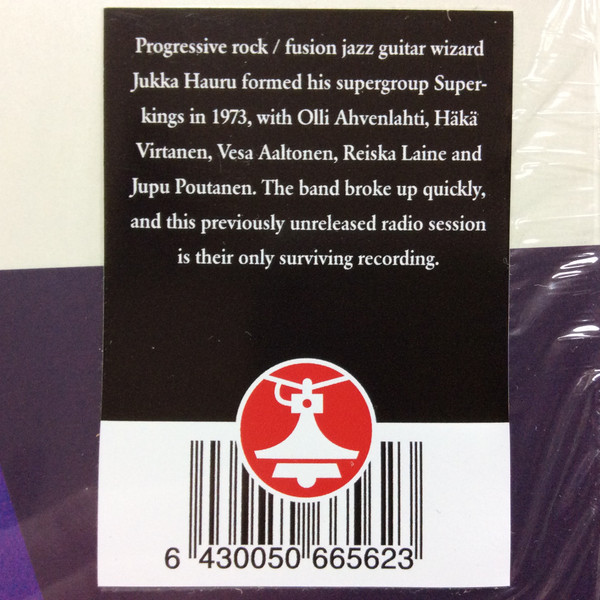 Progressive rock / fusion jazz guitar wizard
Jukka Hauru formed his supergroup Super-
kings in 1973, with Olli Ahvenlahti, Häkä
Virtanen, Vesa Aaltonen, Reiska Laine and
Jupu Poutanen. The band broke up quickly,
and this previously unreleased radio session
is their only surviving recording.
6 430050 665623